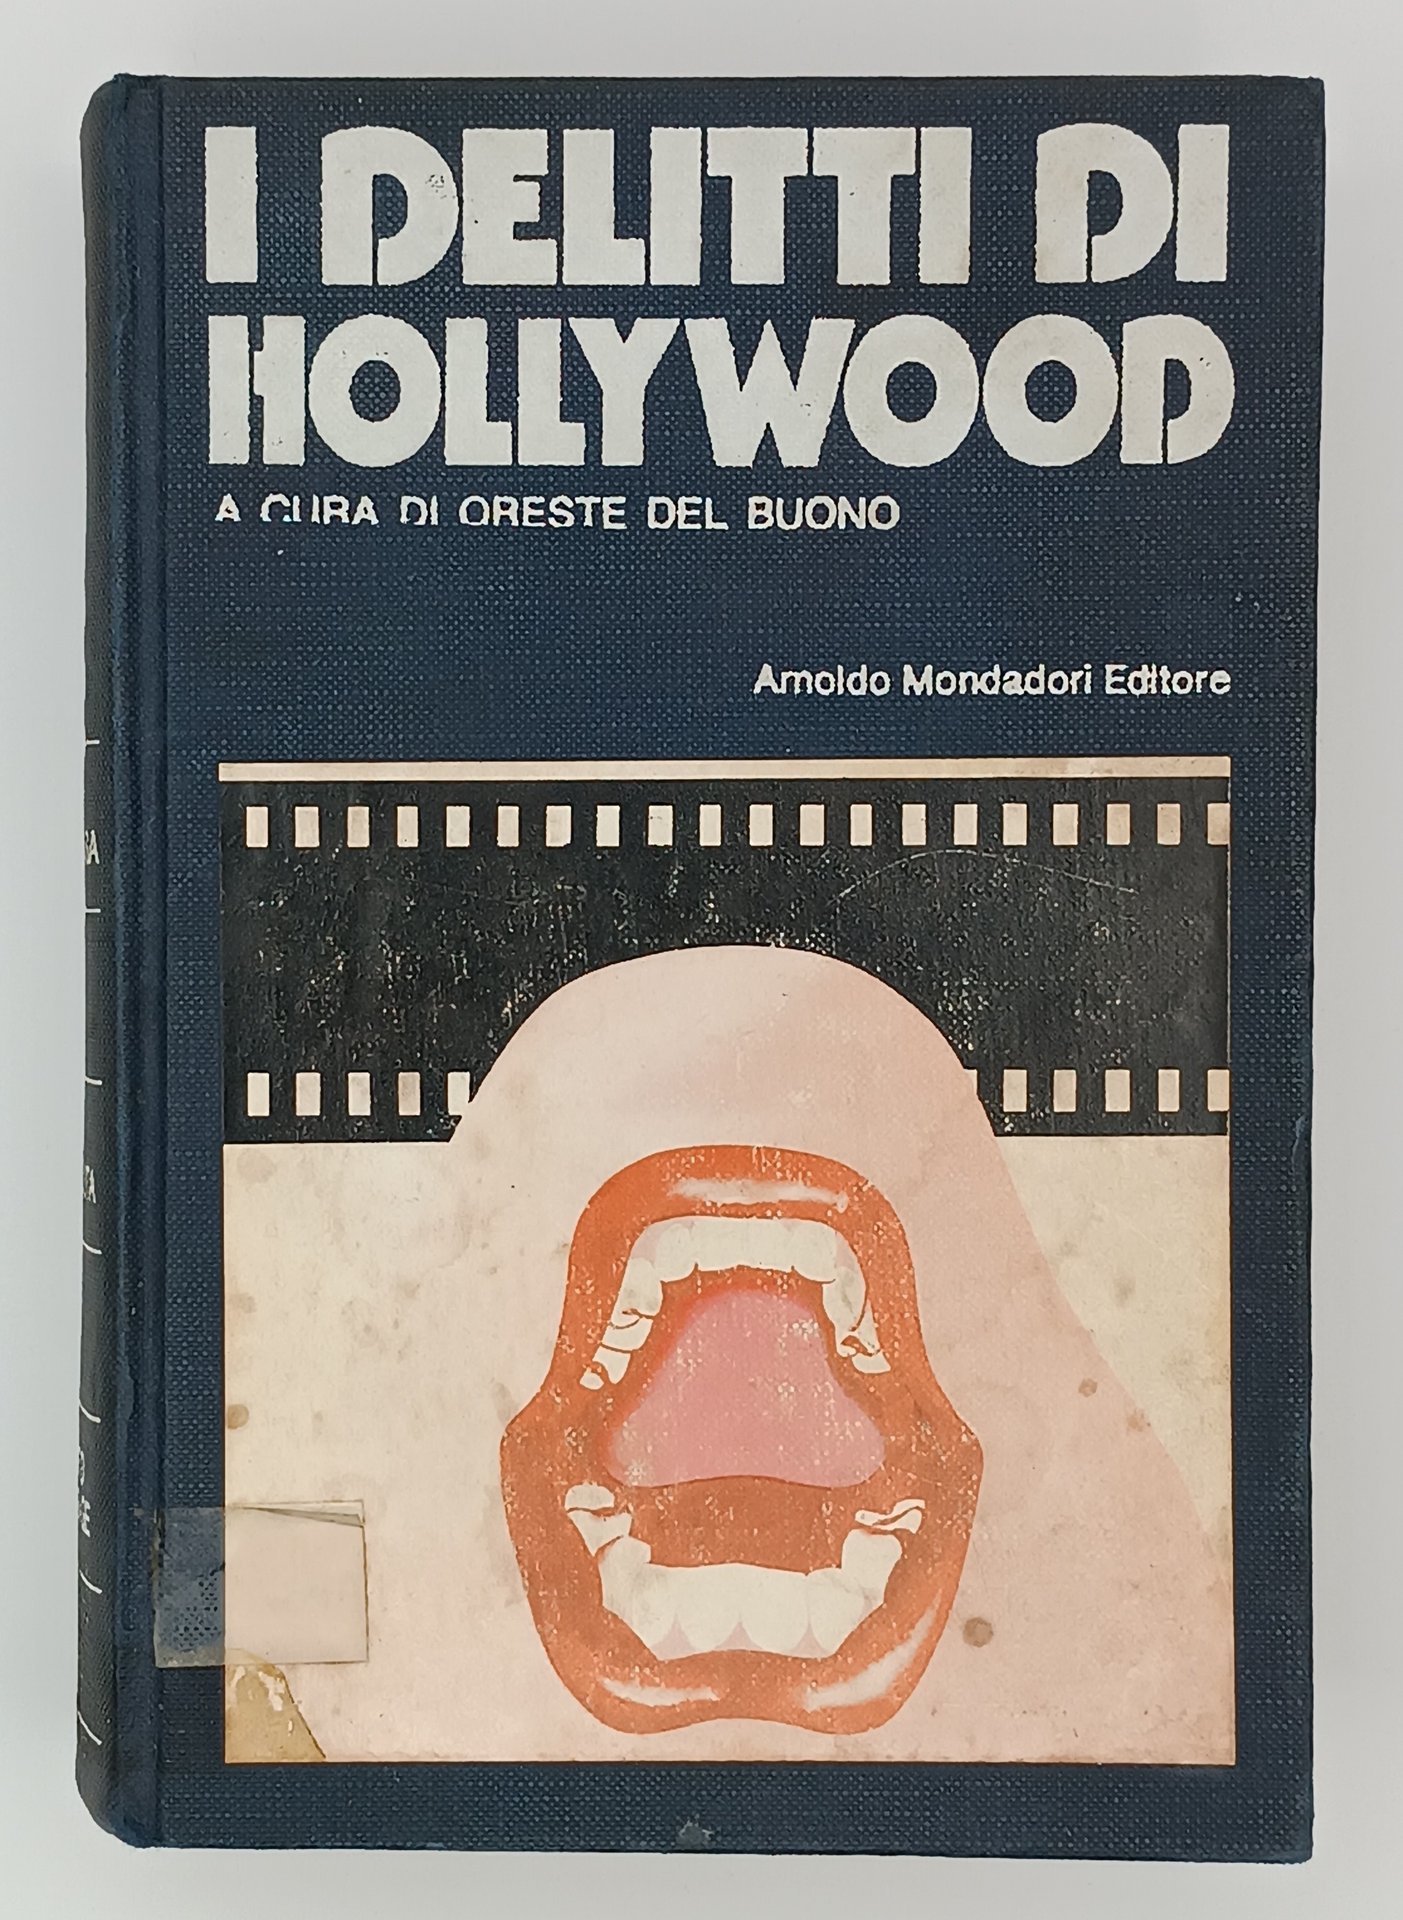 I DELITTI DI
HOLLYWOOD
A CURA DI ORESTE DEL BUONO
Arnoldo Mondadori Editore